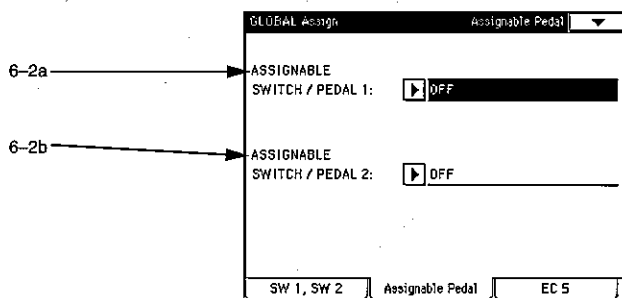 GLOBAL Assign Assignable Pedal
6–2a
ASSIGNABLE
SWITCH / PEDAL 1: OFF
6–2b
ASSIGNABLE
SWITCH / PEDAL 2: OFF
SW 1, SW 2 Assignable Pedal EC 5